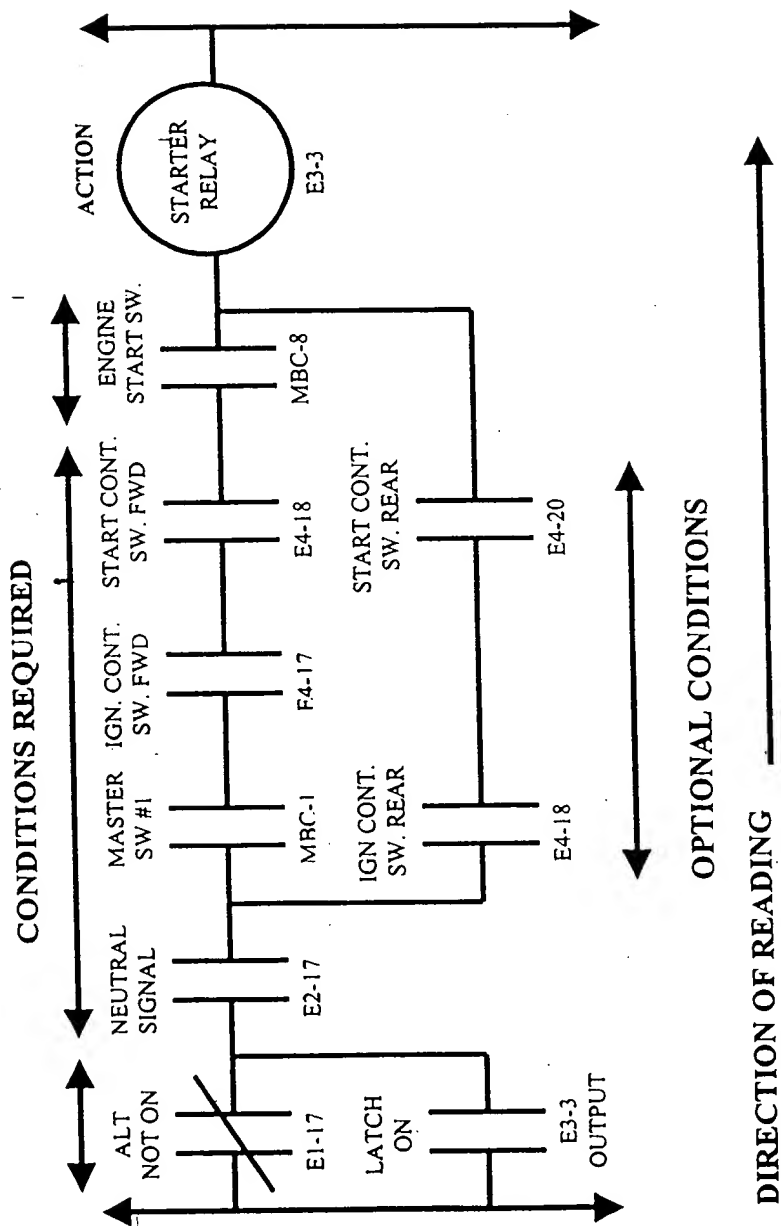 CONDITIONS REQUIRED
ACTION
ALT
NOT ON
NEUTRAL
SIGNAL
MASTER
SW #1
IGN. CONT.
SW. FWD
START CONT.
SW. FWD
ENGINE
START SW.
STARTER
RELAY
E1-17
E2-17
MBC-1
E4-17
E4-18
MBC-8
E3-3
LATCH
ON
IGN CONT.
SW. REAR
START CONT.
SW. REAR
E3-3
OUTPUT
E4-18
E4-20
OPTIONAL CONDITIONS
DIRECTION OF READING